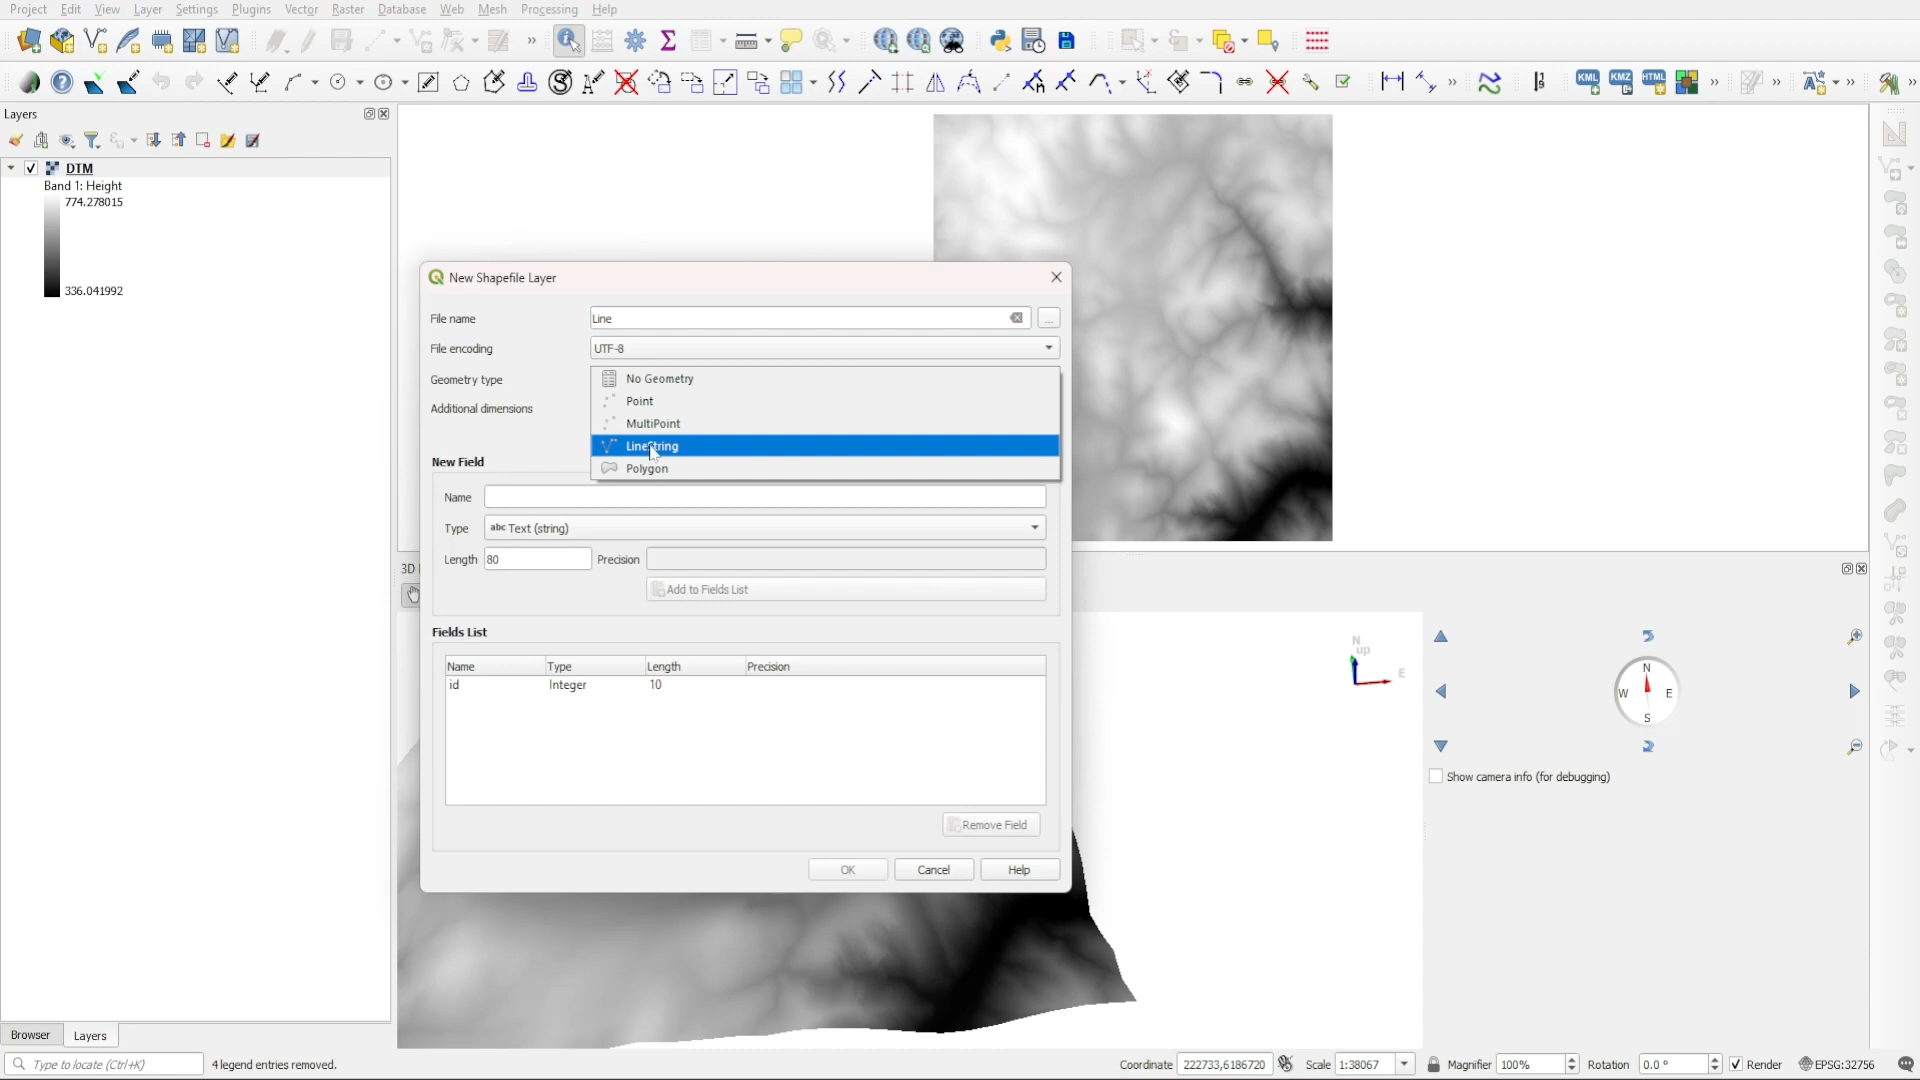 Project Edit View Layer Settings Plugins Vector Raster Database Web Mesh Processing Help
KML KMZ HTML
Layers
DTM
Band 1: Height
774.278015
336.041992
New Shapefile Layer
File name Line ...
File encoding UTF-8
Geometry type
No Geometry
Point
Additional dimensions
MultiPoint
LineString
Polygon
New Field
Name
Type abc Text (string)
Length 80 Precision
Add to Fields List
3D
Fields List
Name Type Length Precision
id Integer 10
Remove Field
OK Cancel Help
N
up
E
N
W E
S
Show camera info (for debugging)
Browser Layers
Type to locate (Ctrl+K) 4 legend entries removed. Coordinate 222733,6186720 Scale 1:38067 Magnifier 100% Rotation 0.0 ° Render EPSG:32756